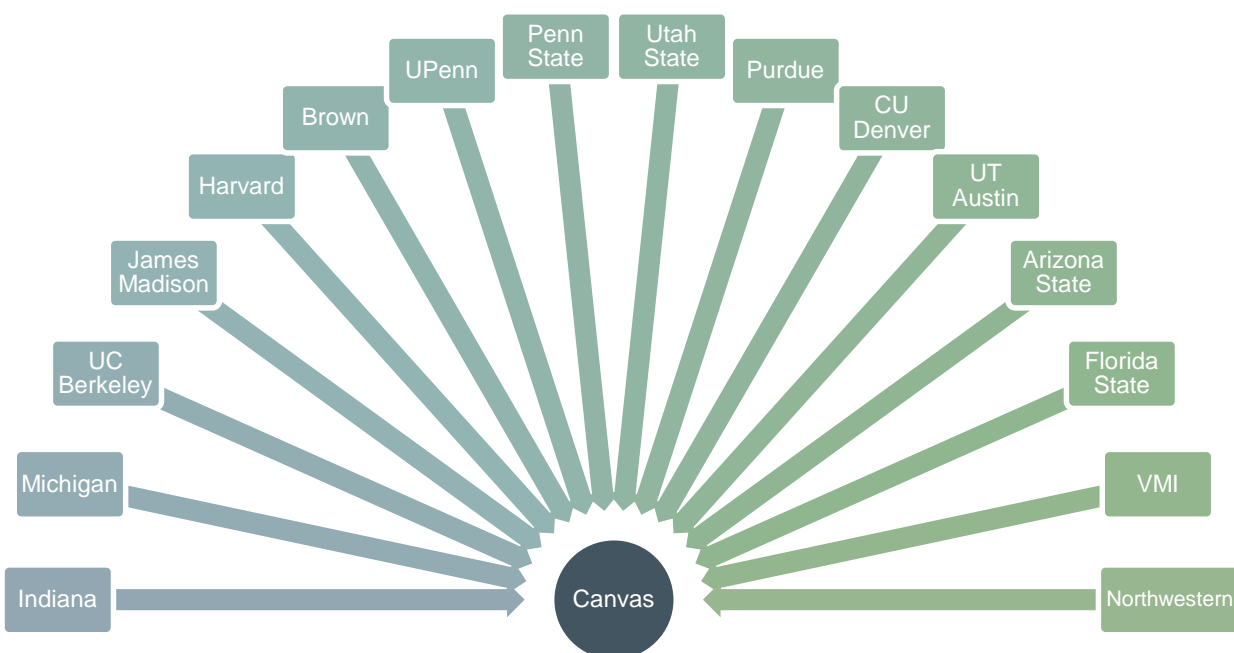 Penn
State
Utah
State
UPenn
Purdue
Brown
CU
Denver
Harvard
UT
Austin
James
Madison
Arizona
State
UC
Berkeley
Florida
State
Michigan
VMI
Indiana
Canvas
Northwestern